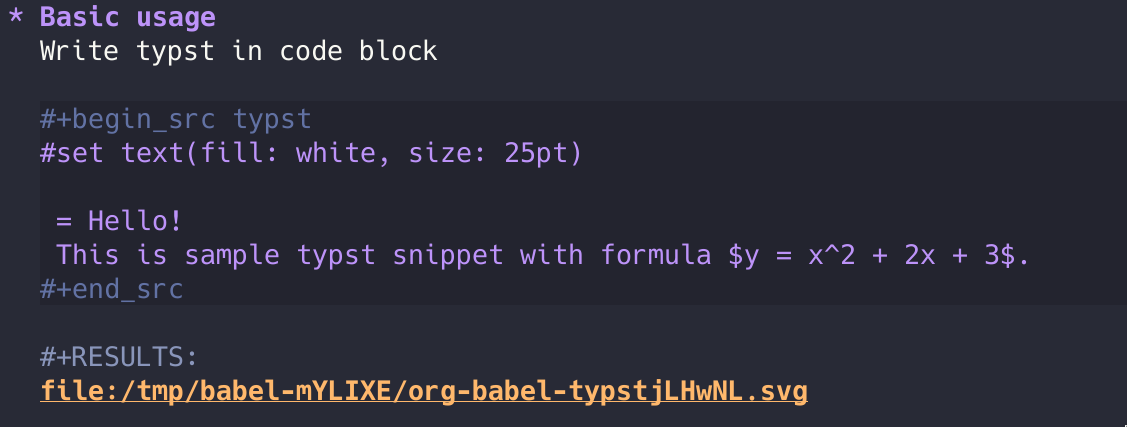 * Basic usage
Write typst in code block
#+begin_src typst
#set text(fill: white, size: 25pt)
= Hello!
This is sample typst snippet with formula $y = x^2 + 2x + 3$.
#+end_src
#+RESULTS:
file:/tmp/babel-mYLIXE/org-babel-typstjLHwNL.svg